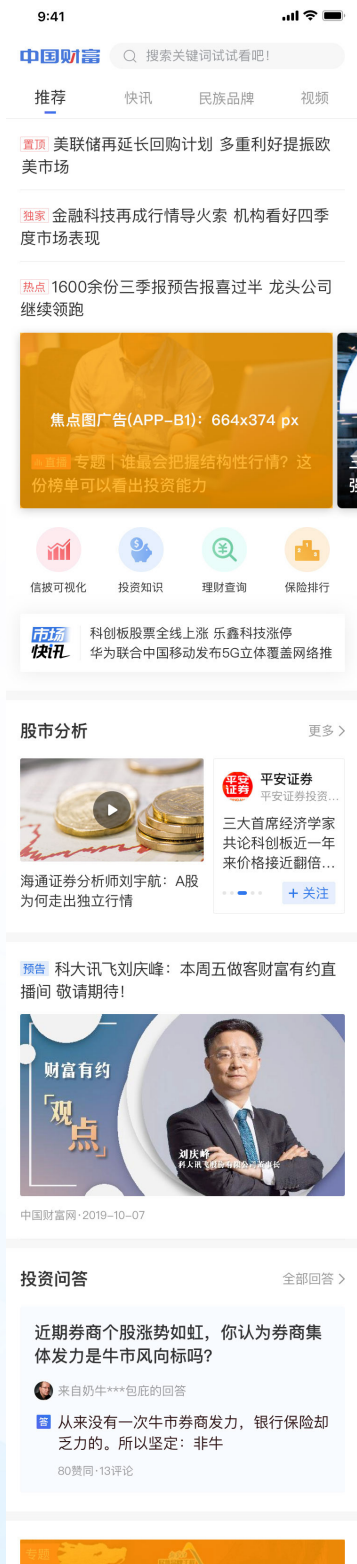 9:41
中国财富
搜索关键词试试看吧！
推荐 快讯 民族品牌 视频
置顶 美联储再延长回购计划 多重利好提振欧
美市场
独家 金融科技再成行情导火索 机构看好四季
度市场表现
热点 1600余份三季报预告报喜过半 龙头公司
继续领跑
焦点图广告(APP-B1)：664x374 px
直播 专题｜谁最会把握结构性行情？这
份榜单可以看出投资能力
三
强
信披可视化 投资知识 理财查询 保险排行
市场
快讯
科创板股票全线上涨 乐鑫科技涨停
华为联合中国移动发布5G立体覆盖网络推
股市分析 更多
海通证券分析师刘宇航：A股
为何走出独立行情
平安证券
平安证券
平安证券投资...
三大首席经济学家
共论科创板近一年
来价格接近翻倍...
+ 关注
预告 科大讯飞刘庆峰：本周五做客财富有约直
播间 敬请期待！
财富有约
「观
点」
刘庆峰
科大讯飞股份有限公司董事长
中国财富网·2019-10-07
投资问答 全部回答
近期券商个股涨势如虹，你认为券商集
体发力是牛市风向标吗？
来自奶牛***包庇的回答
答 从来没有一次牛市券商发力，银行保险却
乏力的。所以坚定：非牛
80赞同·13评论
专题